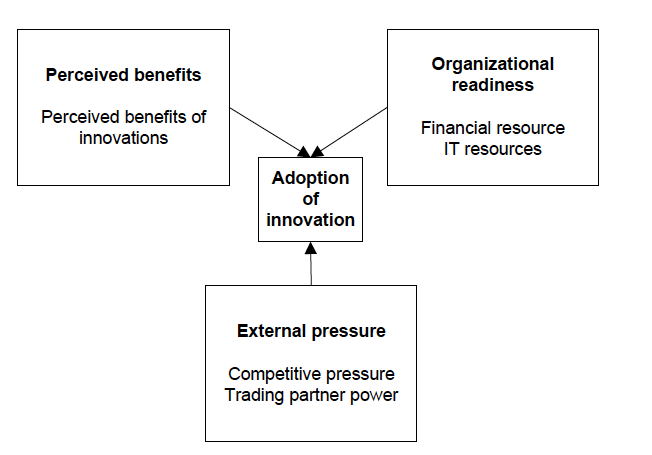 Perceived benefits
Perceived benefits of
innovations
Organizational
readiness
Financial resource
IT resources
Adoption
of
innovation
External pressure
Competitive pressure
Trading partner power